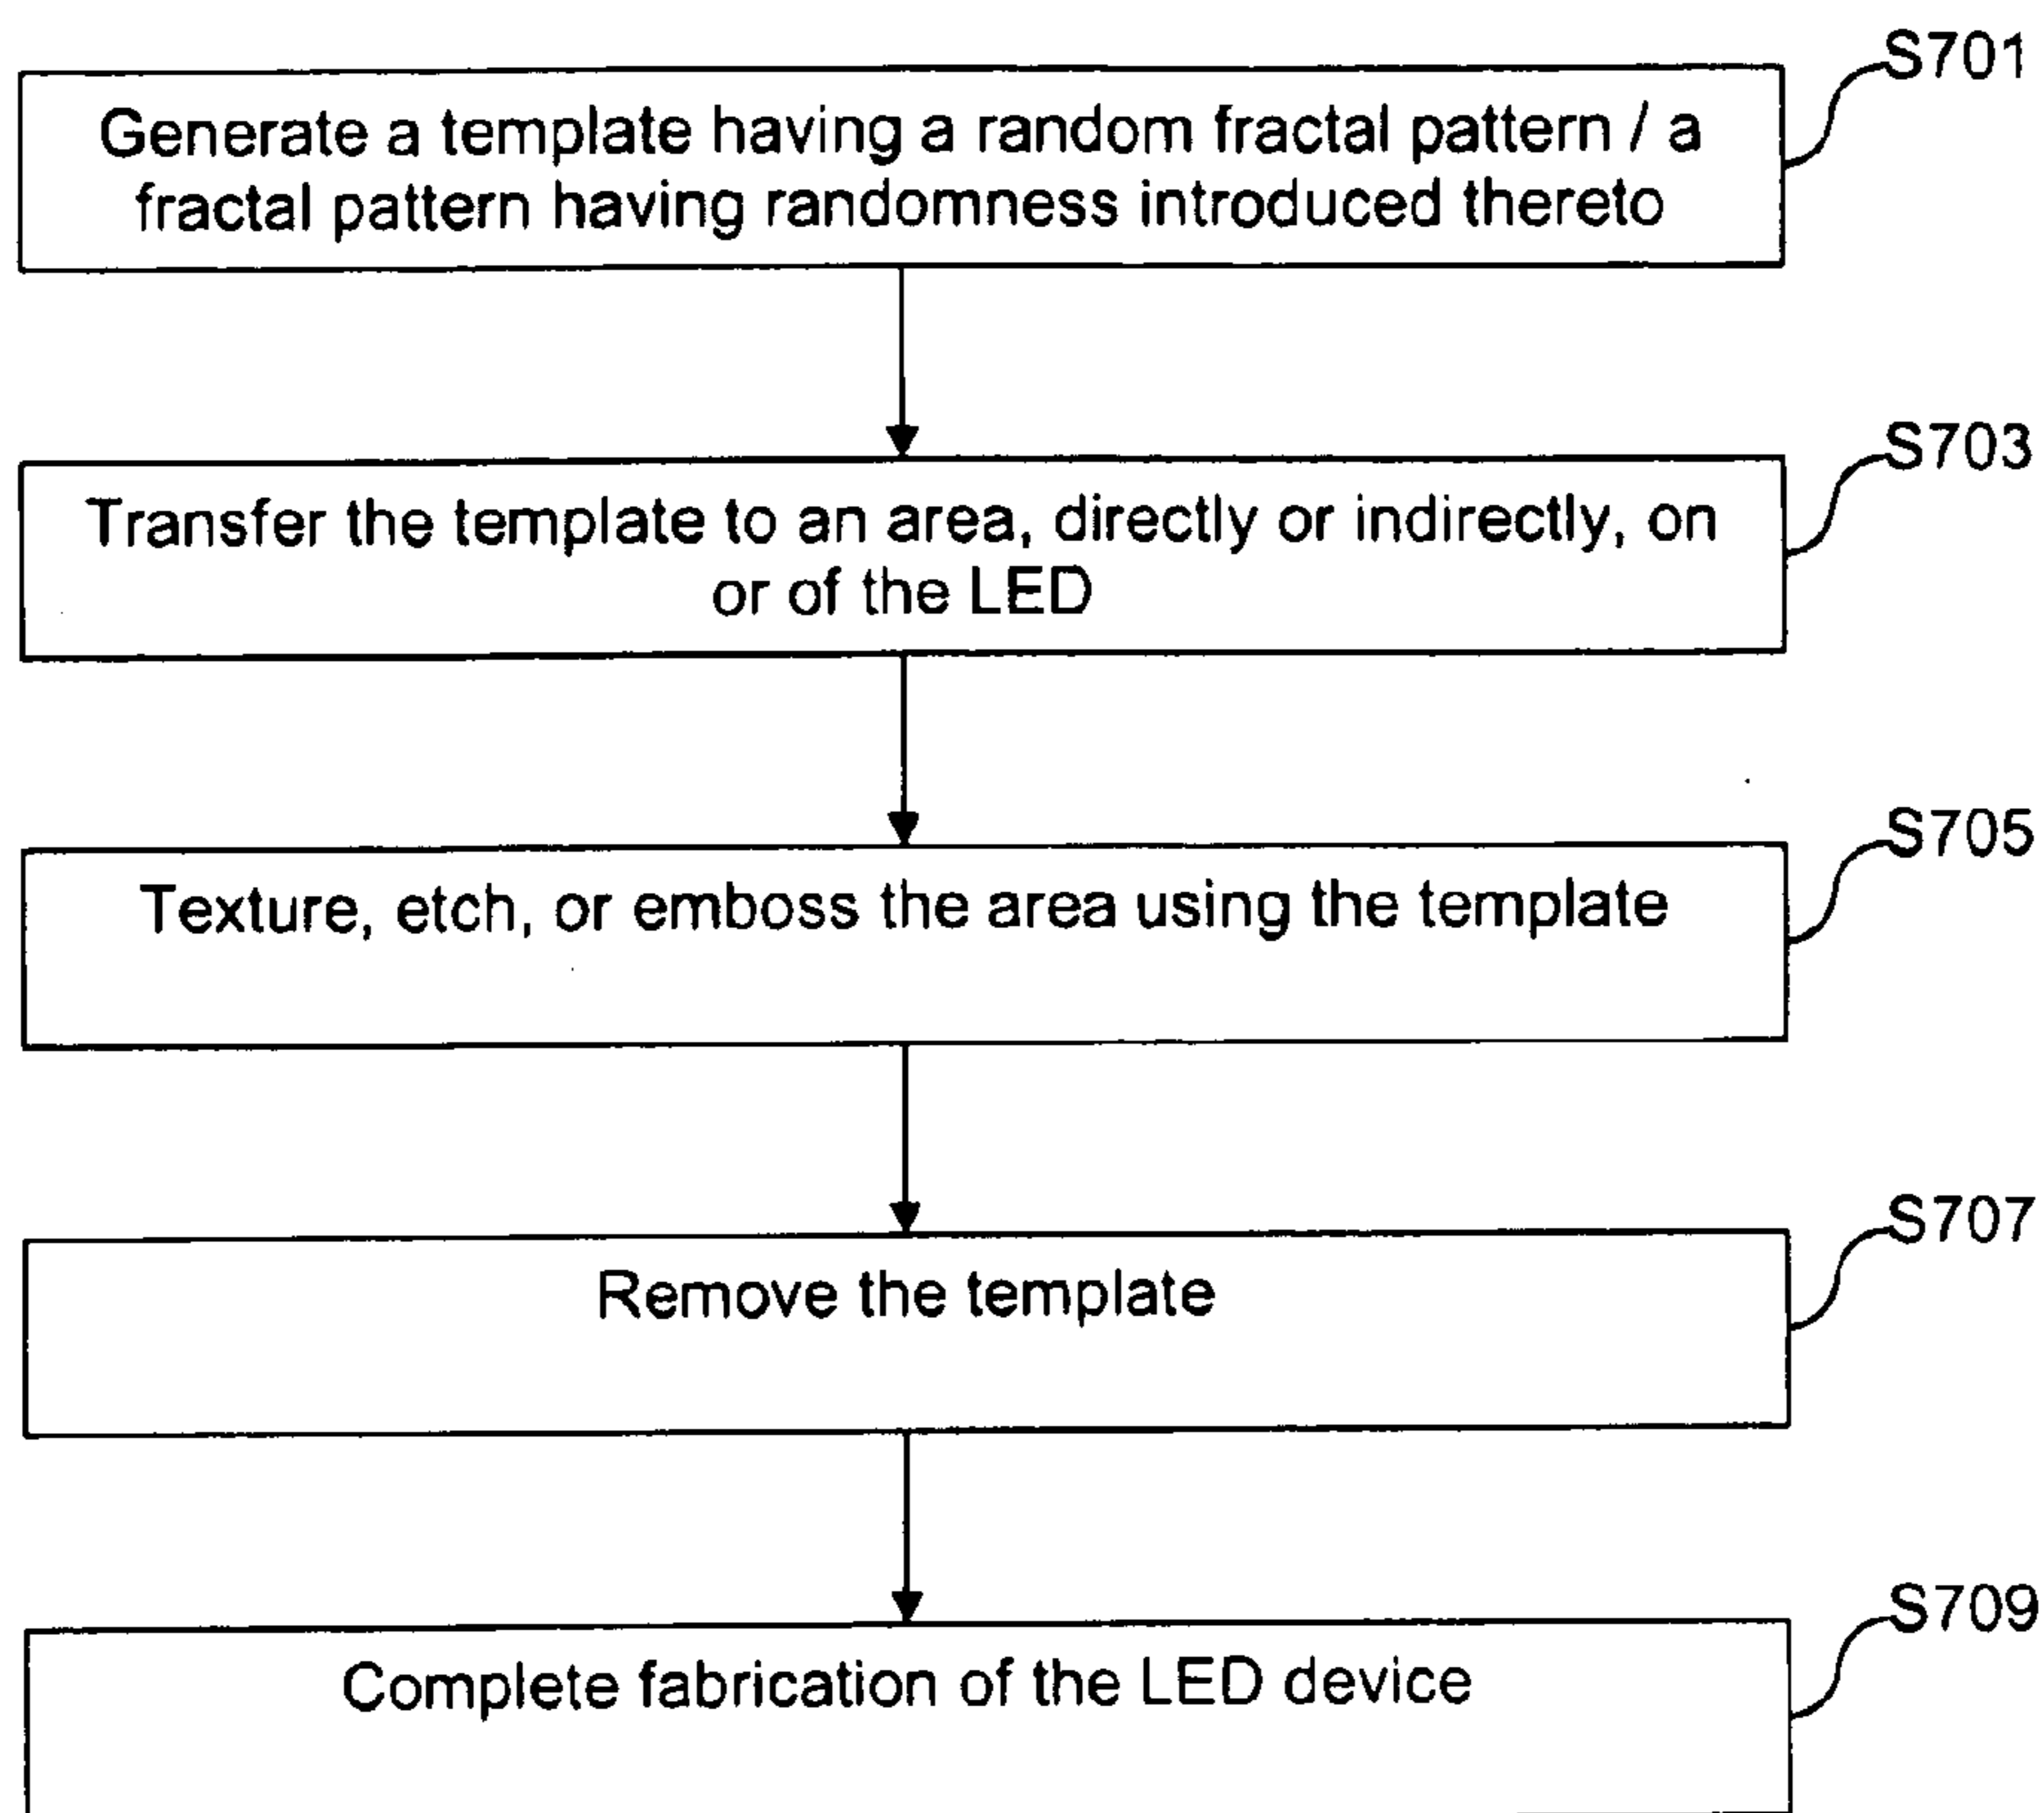 S701
Generate a template having a random fractal pattern / a
fractal pattern having randomness introduced thereto
S703
Transfer the template to an area, directly or indirectly, on
or of the LED
S705
Texture, etch, or emboss the area using the template
S707
Remove the template
S709
Complete fabrication of the LED device